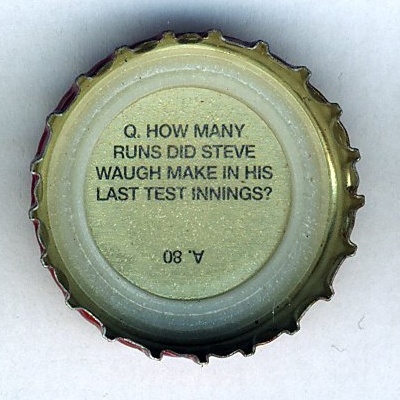 Q. HOW MANY
RUNS DID STEVE
WAUGH MAKE IN HIS
LAST TEST INNINGS?
A. 80